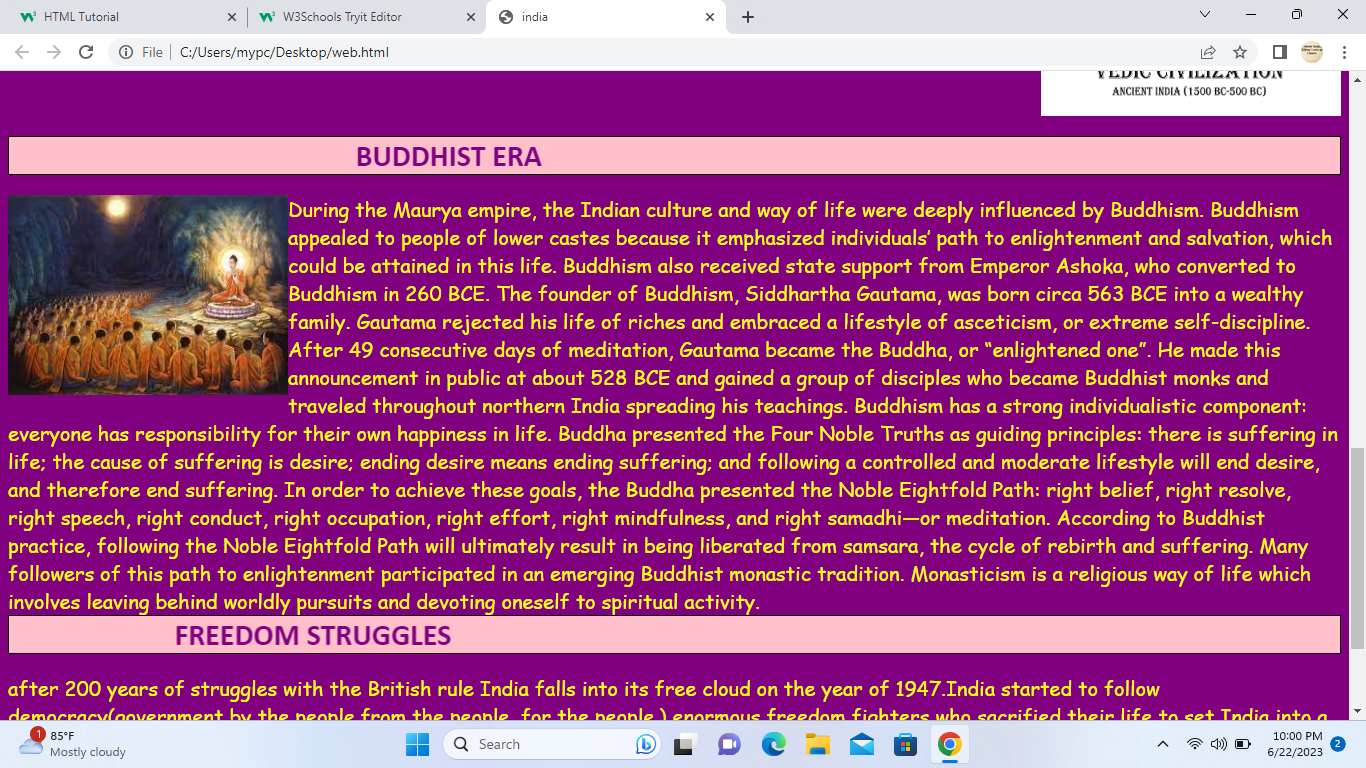 HTML Tutorial
W3Schools Tryit Editor
india
File
C:/Users/mypc/Desktop/web.html
VEDIC CIVILIZATION
ANCIENT INDIA (1500 BC-500 BC)
BUDDHIST ERA
During the Maurya empire, the Indian culture and way of life were deeply influenced by Buddhism. Buddhism
appealed to people of lower castes because it emphasized individuals’ path to enlightenment and salvation, which
could be attained in this life. Buddhism also received state support from Emperor Ashoka, who converted to
Buddhism in 260 BCE. The founder of Buddhism, Siddhartha Gautama, was born circa 563 BCE into a wealthy
family. Gautama rejected his life of riches and embraced a lifestyle of asceticism, or extreme self-discipline.
After 49 consecutive days of meditation, Gautama became the Buddha, or “enlightened one”. He made this
announcement in public at about 528 BCE and gained a group of disciples who became Buddhist monks and
traveled throughout northern India spreading his teachings. Buddhism has a strong individualistic component:
everyone has responsibility for their own happiness in life. Buddha presented the Four Noble Truths as guiding principles: there is suffering in
life; the cause of suffering is desire; ending desire means ending suffering; and following a controlled and moderate lifestyle will end desire,
and therefore end suffering. In order to achieve these goals, the Buddha presented the Noble Eightfold Path: right belief, right resolve,
right speech, right conduct, right occupation, right effort, right mindfulness, and right samadhi—or meditation. According to Buddhist
practice, following the Noble Eightfold Path will ultimately result in being liberated from samsara, the cycle of rebirth and suffering. Many
followers of this path to enlightenment participated in an emerging Buddhist monastic tradition. Monasticism is a religious way of life which
involves leaving behind worldly pursuits and devoting oneself to spiritual activity.
FREEDOM STRUGGLES
after 200 years of struggles with the British rule India falls into its free cloud on the year of 1947.India started to follow
democracy(government by the people from the people, for the people ) enormous freedom fighters who sacrified their life to set India into a
1
85°F
Mostly cloudy
Search
10:00 PM
6/22/2023
2